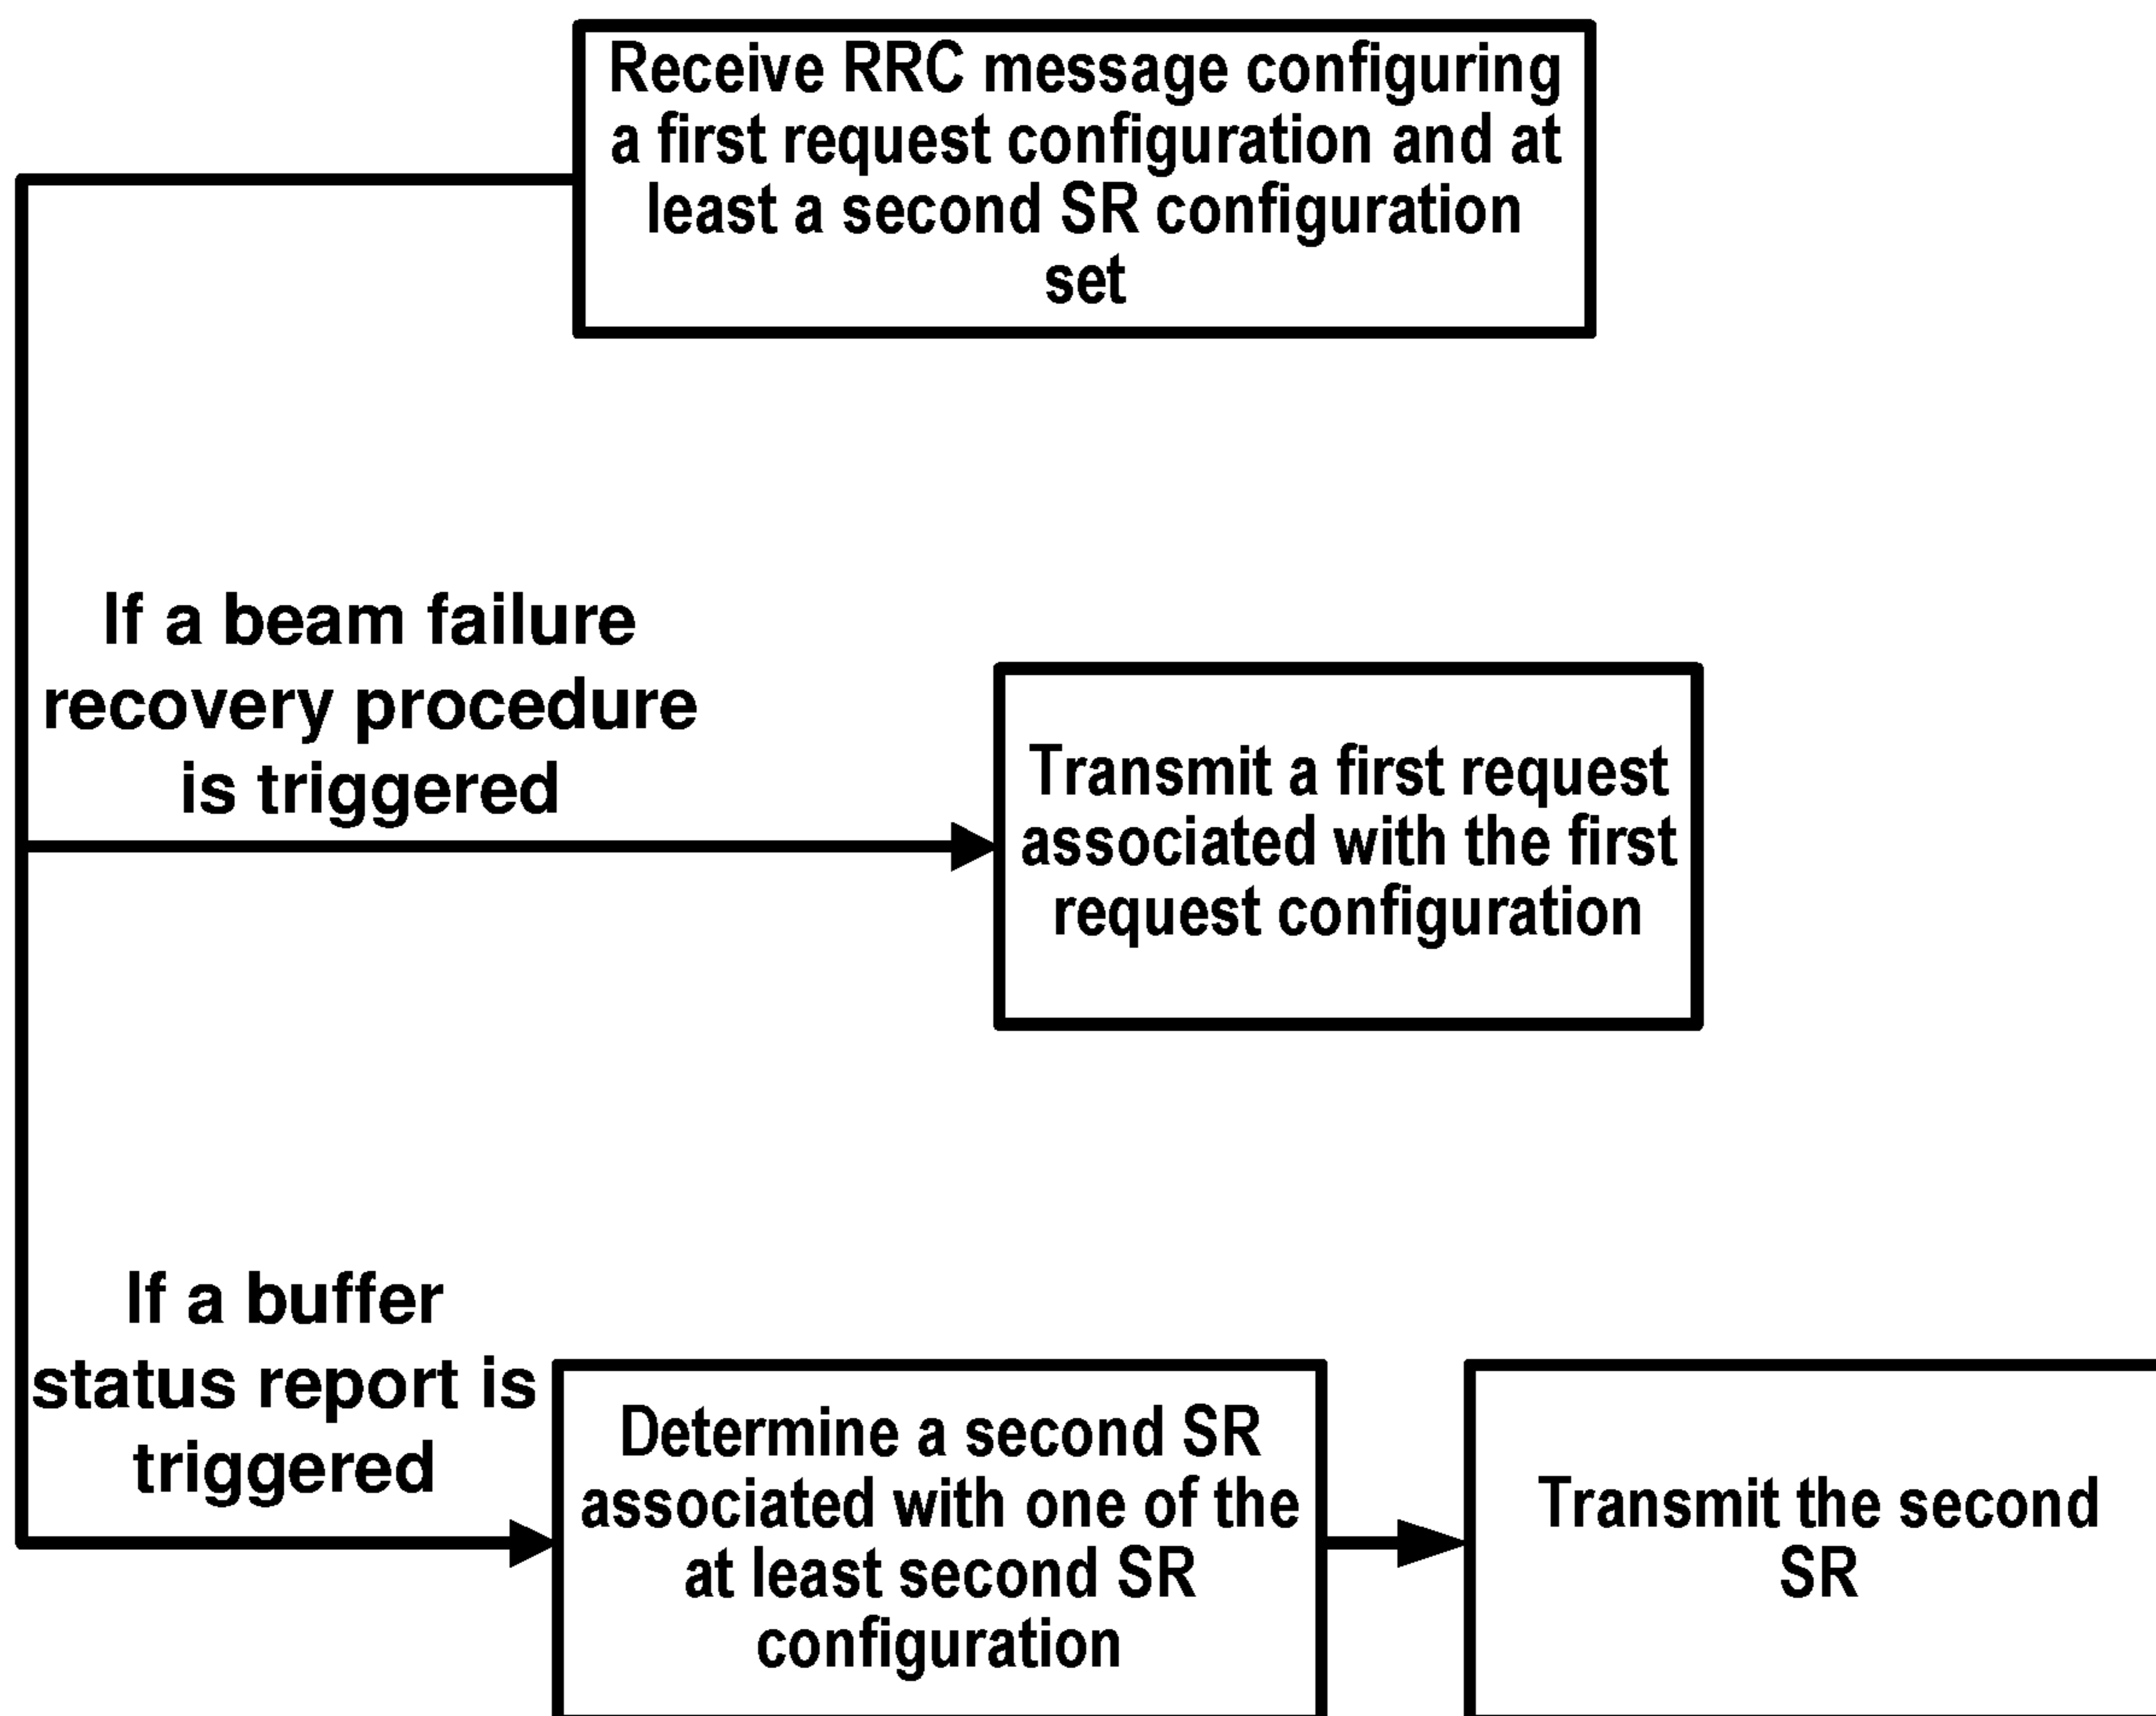 Receive RRC message configuring
a first request configuration and at
least a second SR configuration
set
If a beam failure
recovery procedure
is triggered
Transmit a first request
associated with the first
request configuration
If a buffer
status report is
triggered
Determine a second SR
associated with one of the
at least second SR
configuration
Transmit the second
SR